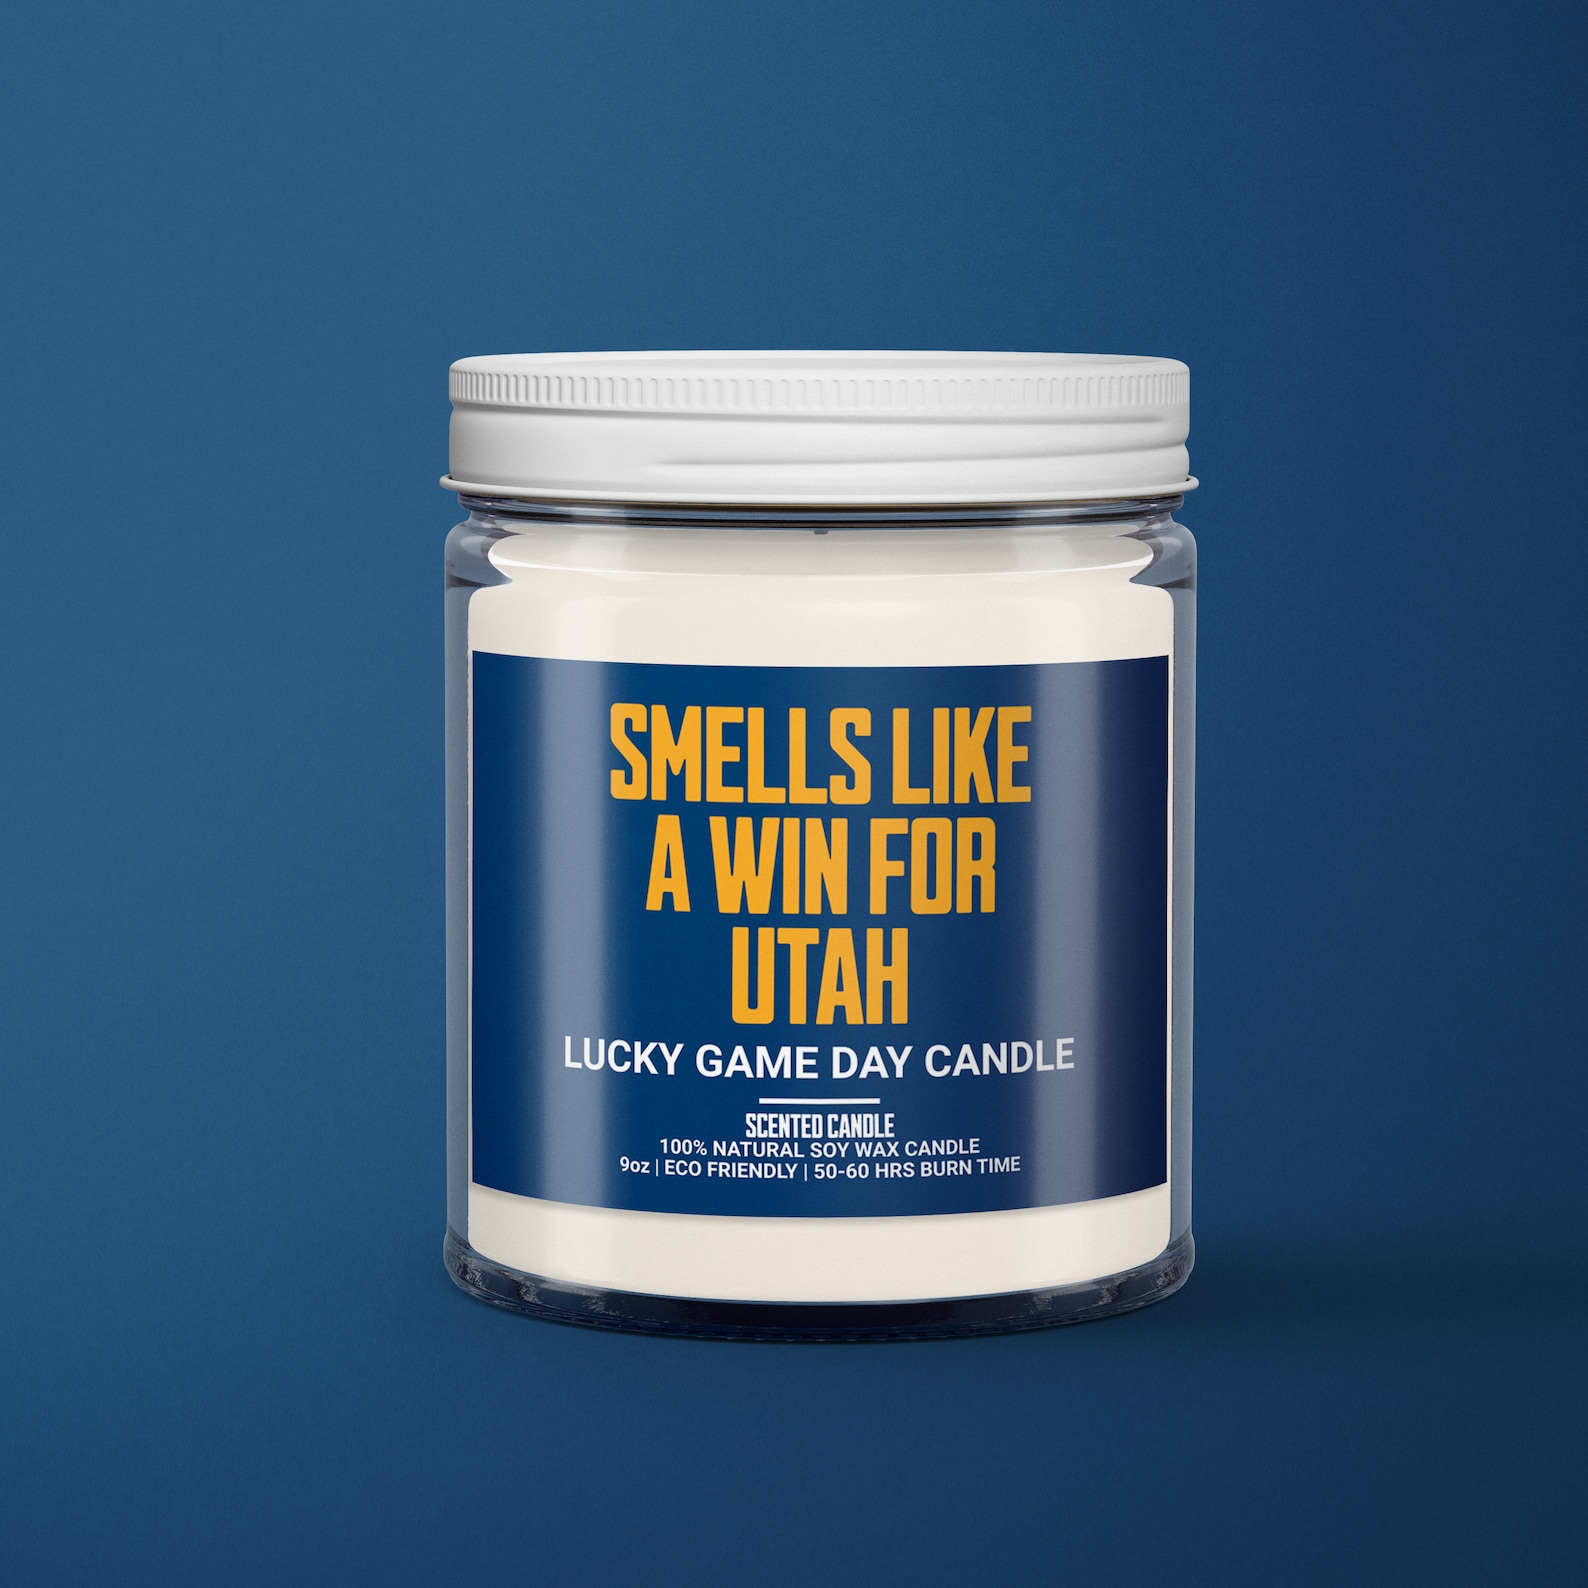 SMELLS LIKE
A WIN FOR
UTAH
LUCKY GAME DAY CANDLE
SCENTED CANDLE
100% NATURAL SOY WAX CANDLE
9oz | ECO FRIENDLY | 50-60 HRS BURN TIME